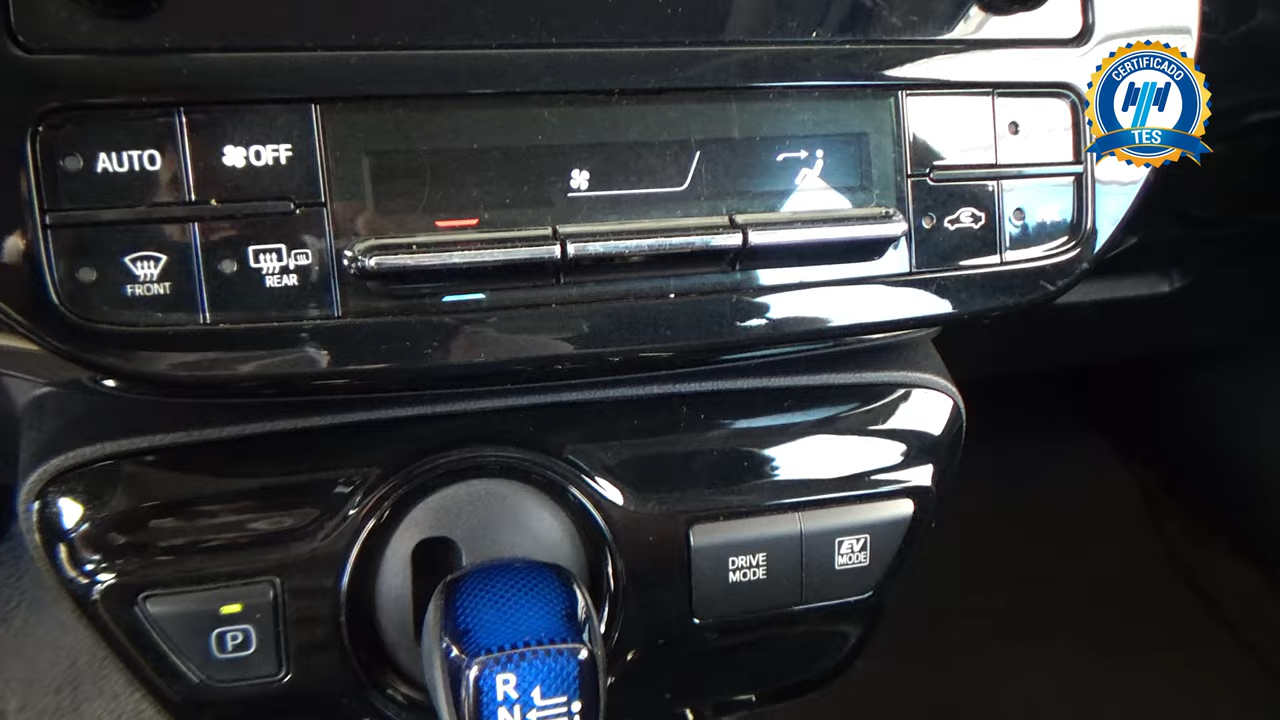 CERTIFICADO
TES
AUTO
OFF
FRONT
REAR
DRIVE
MODE
EV
MODE
P
R
N